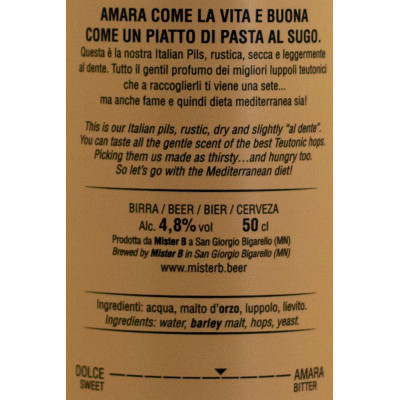 AMARA COME LA VITA E BUONA
COME UN PIATTO DI PASTA AL SUGO.
Questa è la nostra Italian Pils, rustica, secca e leggermente
al dente. Tutto il gentil profumo dei migliori luppoli teutonici
che a raccoglierli ti viene una sete...
ma anche fame e quindi dieta mediterranea sia!
This is our Italian pils, rustic, dry and slightly "al dente".
You can taste all the gentle scent of the best Teutonic hops.
Picking them us made as thirsty...and hungry too.
So let's go with the Mediterranean diet!
BIRRA / BEER / BIER / CERVEZA
Alc. 4,8% vol 50 cl
Prodotta da Mister B a San Giorgio Bigarello (MN)
Brewed by Mister B in San Giorgio Bigarello (MN)
www.misterb.beer
Ingredienti: acqua, malto d'orzo, luppolo, lievito.
Ingredients: water, barley malt, hops, yeast.
DOLCE AMARA
SWEET BITTER